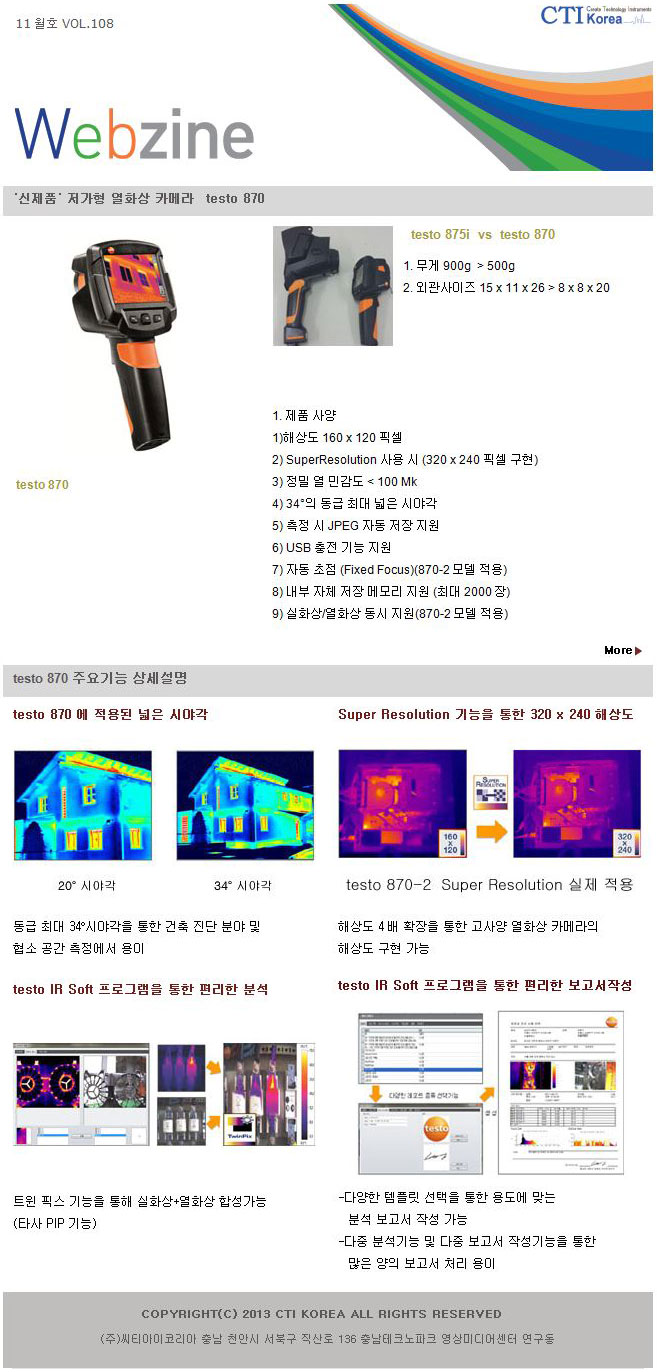 11 월호 VOL.108
CTI Korea
Create Technology Instruments
Webzine
'신제품' 저가형 열화상 카메라 testo 870
testo 875i vs testo 870
1. 무게 900g > 500g
2. 외관사이즈 15 x 11 x 26 > 8 x 8 x 20
testo 870
1. 제품 사양
1)해상도 160 x 120 픽셀
2) SuperResolution 사용 시 (320 x 240 픽셀 구현)
3) 정밀 열 민감도 < 100 Mk
4) 34°의 동급 최대 넓은 시야각
5) 측정 시 JPEG 자동 저장 지원
6) USB 충전 기능 지원
7) 자동 초점 (Fixed Focus)(870-2 모델 적용)
8) 내부 자체 저장 메모리 지원 (최대 2000 장)
9) 실화상/열화상 동시 지원(870-2 모델 적용)
More
testo 870 주요기능 상세설명
testo 870 에 적용된 넓은 시야각
20° 시야각
34° 시야각
동급 최대 34°시야각을 통한 건축 진단 분야 및
협소 공간 측정에서 용이
Super Resolution 기능을 통한 320 x 240 해상도
160
x
120
SUPER
RESOLUTION
320
x
240
testo 870-2 Super Resolution 실제 적용
해상도 4배 확장을 통한 고사양 열화상 카메라의
해상도 구현 가능
testo IR Soft 프로그램을 통한 편리한 분석
TwinPix
트윈 픽스 기능을 통해 실화상+열화상 합성가능
(타사 PIP 기능)
testo IR Soft 프로그램을 통한 편리한 보고서작성
다양한 레포트 종류 선택기능
testo
-다양한 템플릿 선택을 통한 용도에 맞는
분석 보고서 작성 가능
-다중 분석기능 및 다중 보고서 작성기능을 통한
많은 양의 보고서 처리 용이
COPYRIGHT(C) 2013 CTI KOREA ALL RIGHTS RESERVED
(주)씨티아이코리아 충남 천안시 서북구 직산로 136 충남테크노파크 영상미디어센터 연구동